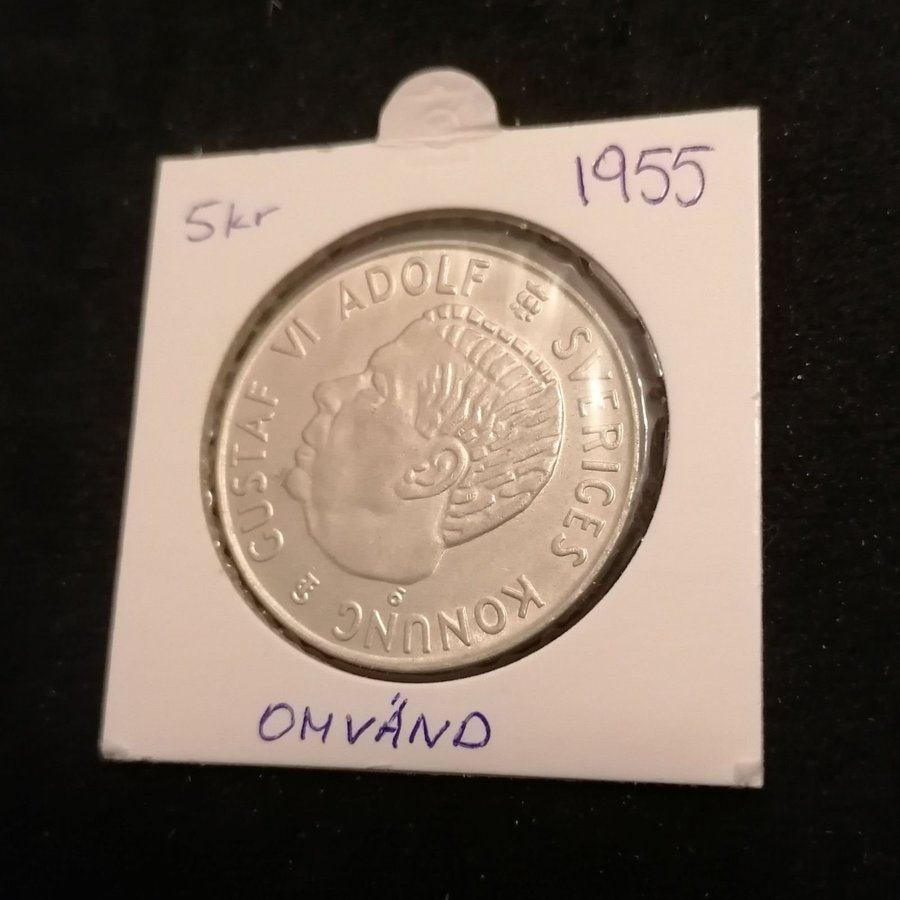 5kr
1955
GUSTAF VI ADOLF SVERIGES KONUNG
OMVÄND